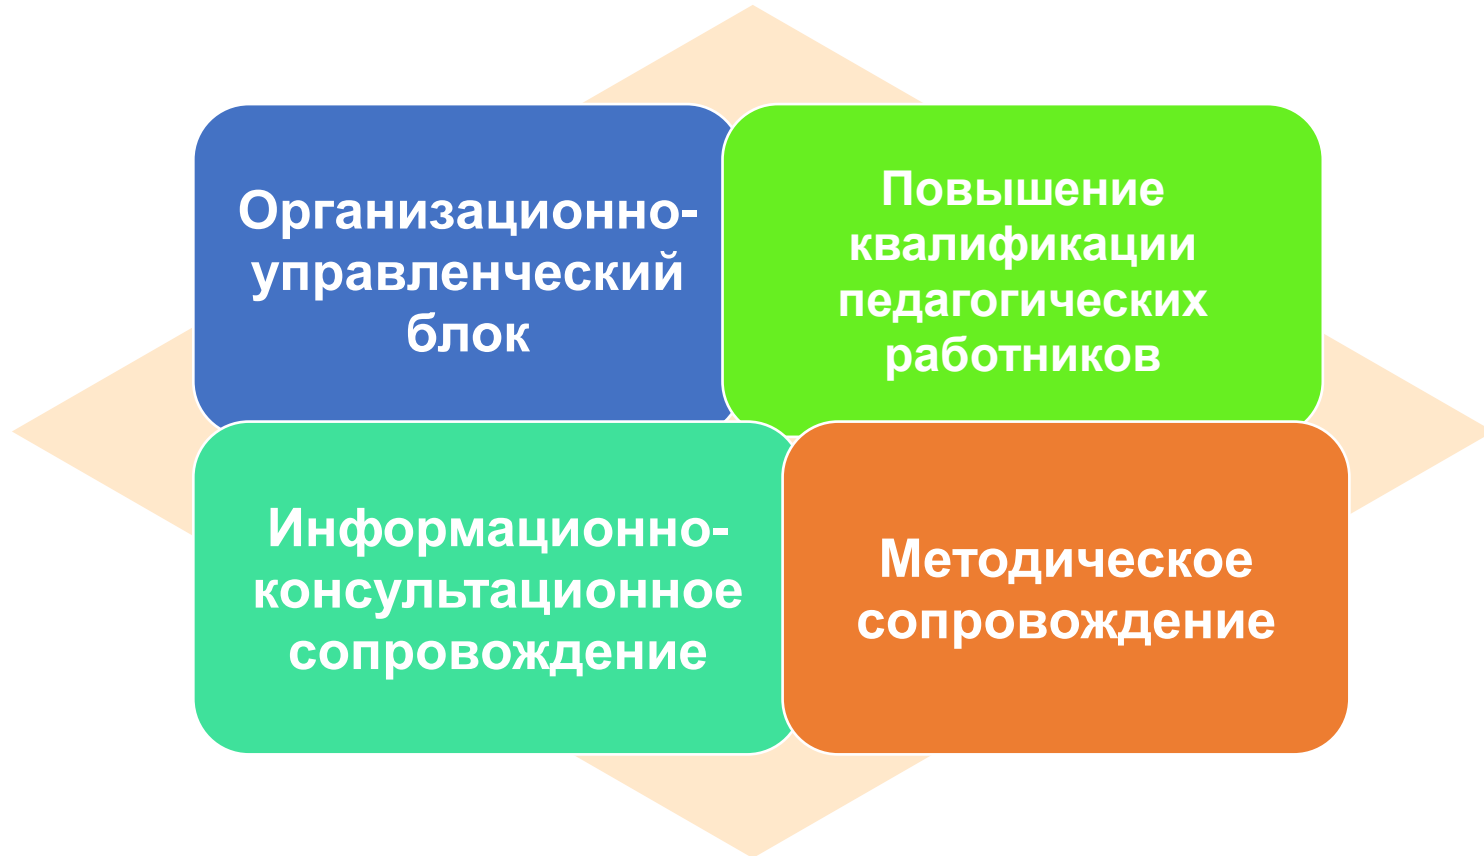 Организационно-
управленческий
блок
Повышение
квалификации
педагогических
работников
Информационно-
консультационное
сопровождение
Методическое
сопровождение